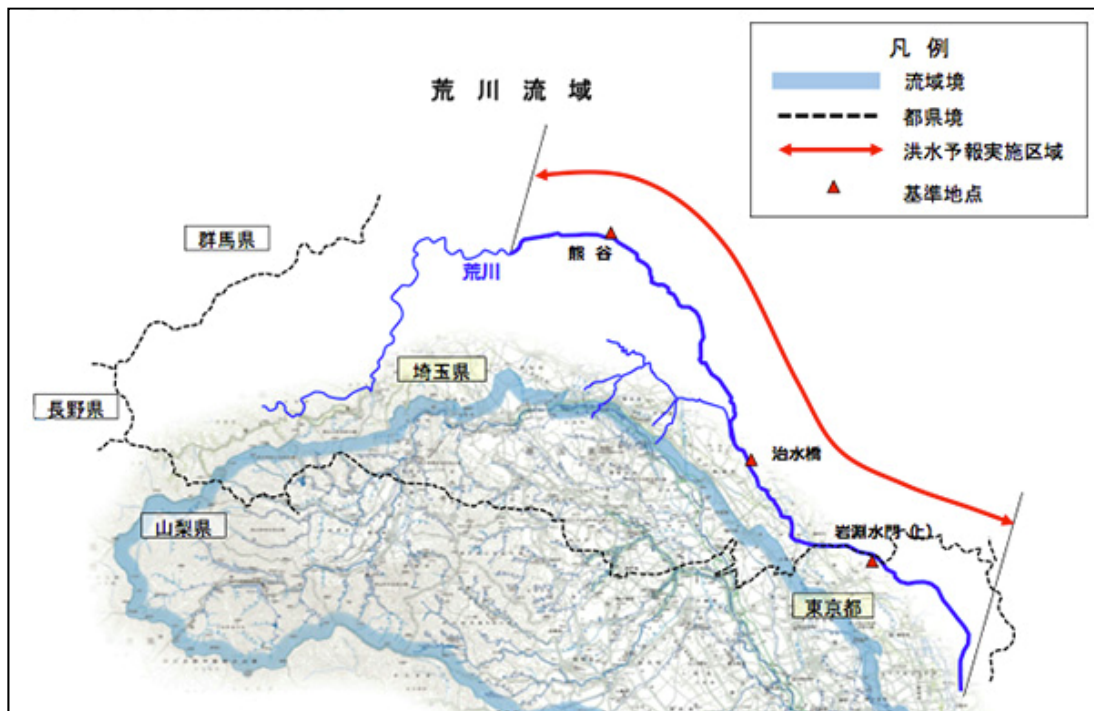 凡 例
流域境
都県境
洪水予報実施区域
基準地点
荒 川 流 域
群馬県
荒川
熊 谷
埼玉県
長野県
治水橋
山梨県
岩淵水門(上)
東京都